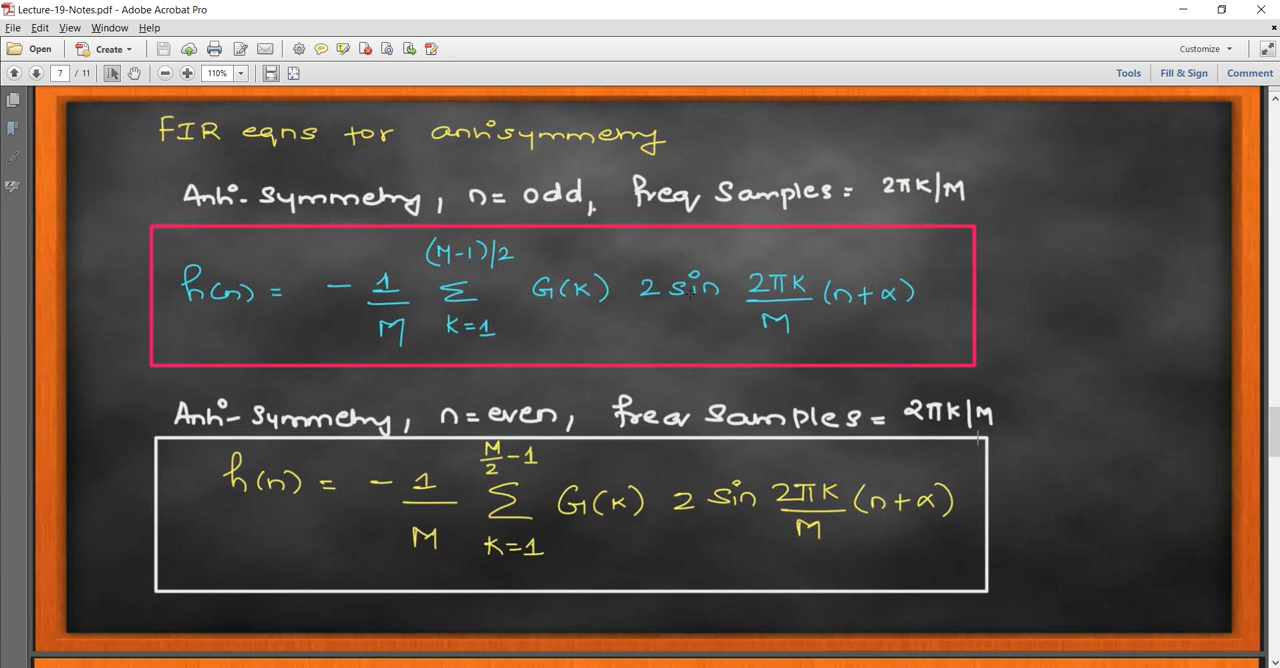 Lecture-19-Notes.pdf - Adobe Acrobat Pro
File Edit View Window Help
Open Create Customize
7 / 11 110% Tools Fill & Sign Comment
FIR eqns for antisymmetry
Anti-Symmetry, n= odd, freq Samples = 2πK/M
h(n) = - 1/M Σ_{K=1}^{(M-1)/2} G(K) 2 sin 2πK/M (n+α)
Anti-Symmetry, n=even, freq Samples = 2πK/M
h(n) = - 1/M Σ_{K=1}^{M/2 - 1} G(K) 2 sin 2πK/M (n+α)